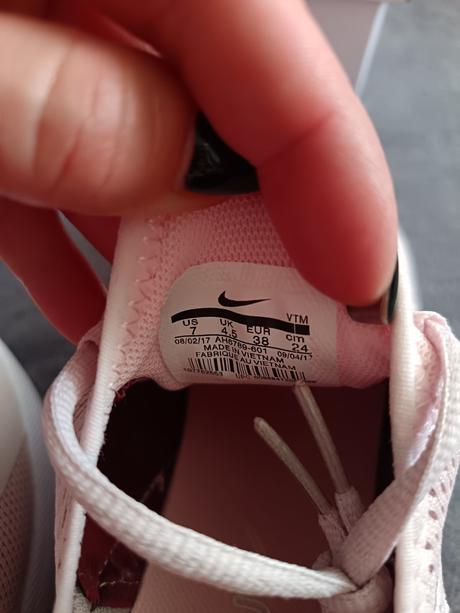 VTM
US UK EUR cm
7 4.5 38 24
08/02/17 AH6789-601 09/04/17
MADE IN VIETNAM
FABRIQUÉ AU VIETNAM